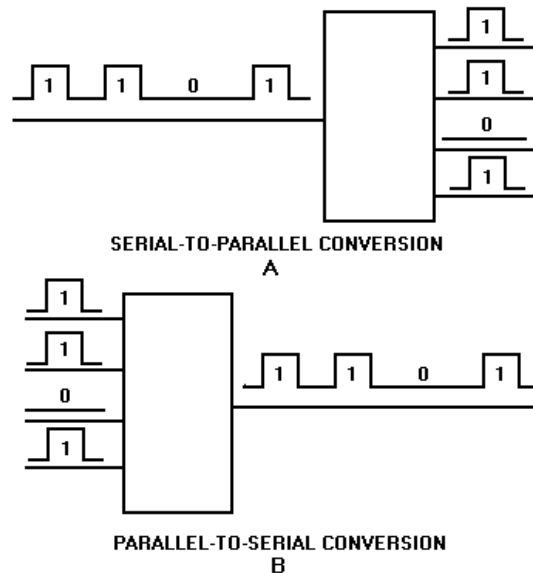 1
1
1 1 0 1
0
1
SERIAL-TO-PARALLEL CONVERSION
A
1
1
1 1 0 1
0
1
PARALLEL-TO-SERIAL CONVERSION
B